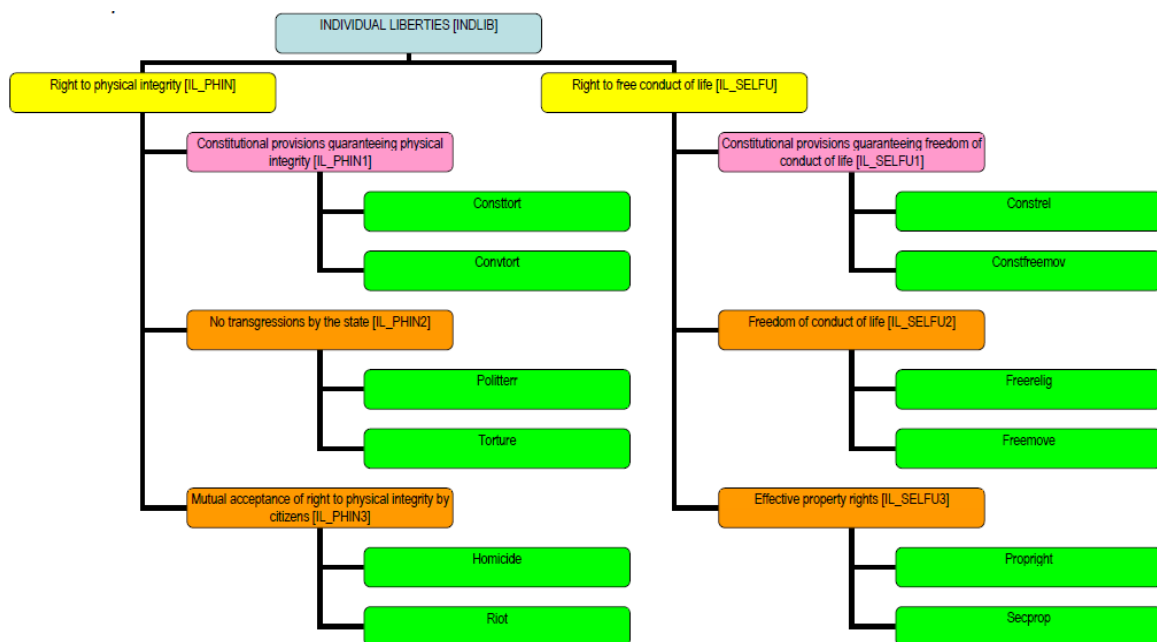 INDIVIDUAL LIBERTIES [INDLIB]
Right to physical integrity [IL_PHIN]
Right to free conduct of life [IL_SELFU]
Constitutional provisions guaranteeing physical
integrity [IL_PHIN1]
Constitutional provisions guaranteeing freedom of
conduct of life [IL_SELFU1]
Consttort
Constrel
Convtort
Constfreemov
No transgressions by the state [IL_PHIN2]
Freedom of conduct of life [IL_SELFU2]
Politterr
Freerelig
Torture
Freemove
Mutual acceptance of right to physical integrity by
citizens [IL_PHIN3]
Effective property rights [IL_SELFU3]
Homicide
Propright
Riot
Secprop